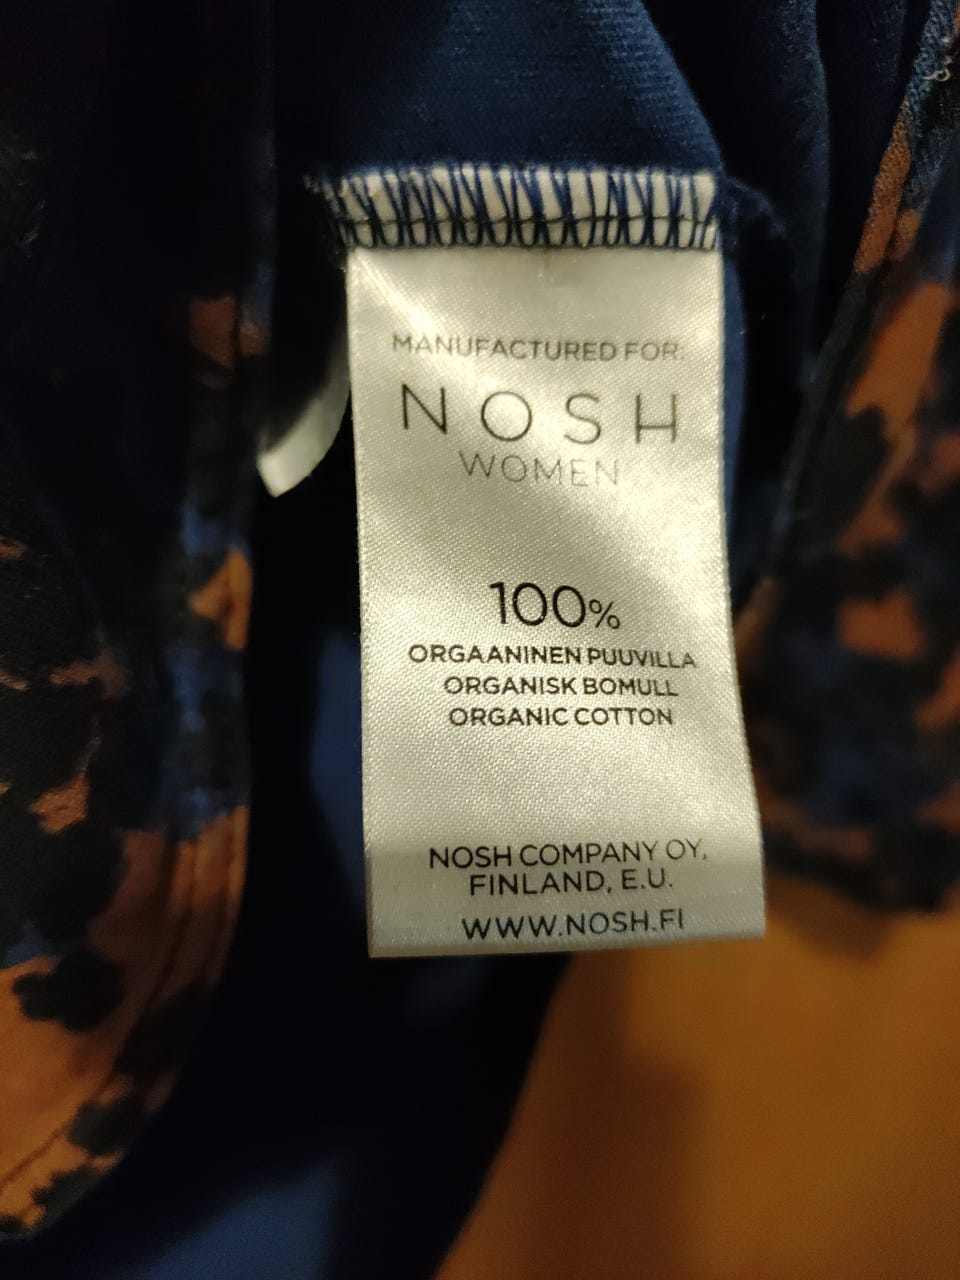 MANUFACTURED FOR:
NOSH
WOMEN
100%
ORGAANINEN PUUVILLA
ORGANISK BOMULL
ORGANIC COTTON
NOSH COMPANY OY,
FINLAND, E.U.
WWW.NOSH.FI